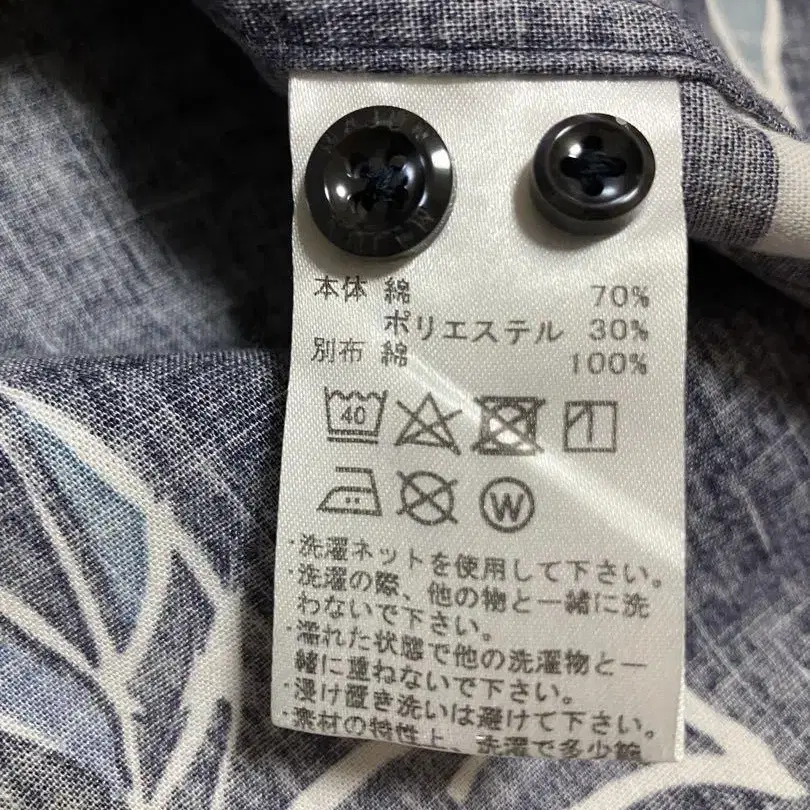 本体 綿 70%
ポリエステル 30%
別布 綿 100%
40
W
・洗濯ネットを使用して下さい。
・洗濯の際、他の物と一緒に洗
わないで下さい。
・濡れた状態で他の洗濯物と一
緒に重ねないで下さい。
・浸け置き洗いは避けて下さい。
・素材の特性上、洗濯で多少縮